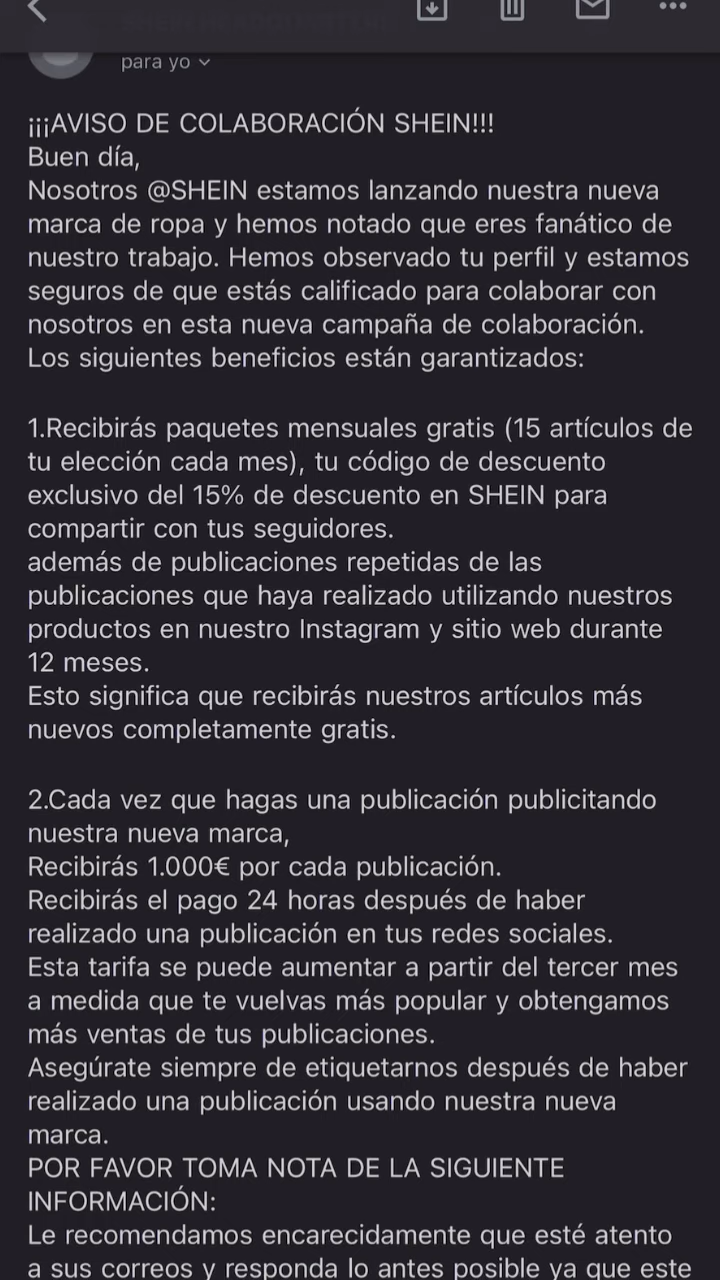 para yo
¡¡¡AVISO DE COLABORACIÓN SHEIN!!!
Buen día,
Nosotros @SHEIN estamos lanzando nuestra nueva
marca de ropa y hemos notado que eres fanático de
nuestro trabajo. Hemos observado tu perfil y estamos
seguros de que estás calificado para colaborar con
nosotros en esta nueva campaña de colaboración.
Los siguientes beneficios están garantizados:
1.Recibirás paquetes mensuales gratis (15 artículos de
tu elección cada mes), tu código de descuento
exclusivo del 15% de descuento en SHEIN para
compartir con tus seguidores.
además de publicaciones repetidas de las
publicaciones que haya realizado utilizando nuestros
productos en nuestro Instagram y sitio web durante
12 meses.
Esto significa que recibirás nuestros artículos más
nuevos completamente gratis.
2.Cada vez que hagas una publicación publicitando
nuestra nueva marca,
Recibirás 1.000€ por cada publicación.
Recibirás el pago 24 horas después de haber
realizado una publicación en tus redes sociales.
Esta tarifa se puede aumentar a partir del tercer mes
a medida que te vuelvas más popular y obtengamos
más ventas de tus publicaciones.
Asegúrate siempre de etiquetarnos después de haber
realizado una publicación usando nuestra nueva
marca.
POR FAVOR TOMA NOTA DE LA SIGUIENTE
INFORMACIÓN:
Le recomendamos encarecidamente que esté atento
a sus correos y responda lo antes posible ya que este